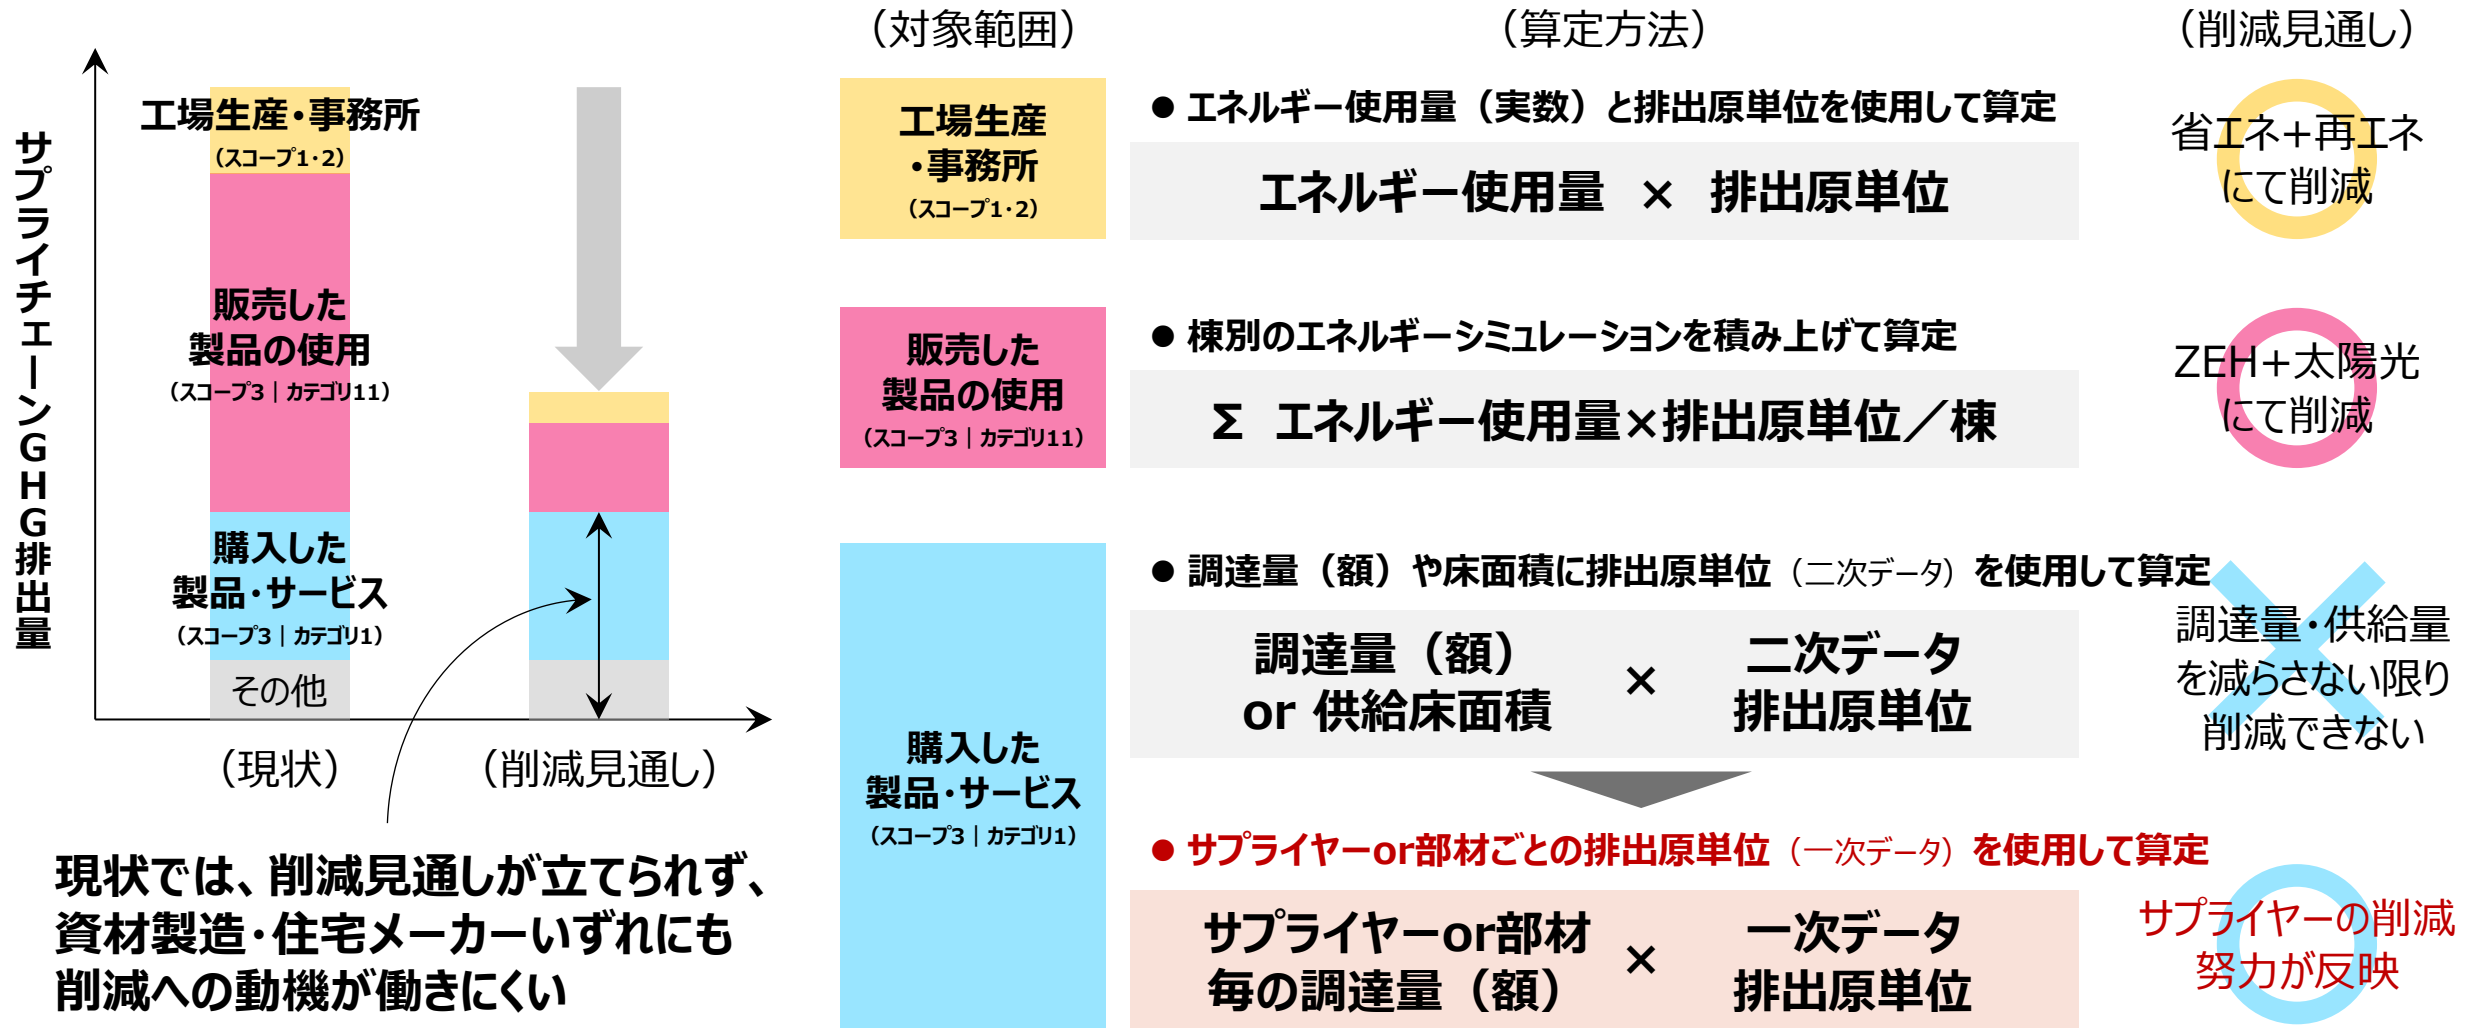 サプライチェーンGHG排出量
工場生産・事務所
（スコープ1・2）
販売した
製品の使用
（スコープ3｜カテゴリ11）
購入した
製品・サービス
（スコープ3｜カテゴリ1）
その他
（現状）
（削減見通し）
現状では、削減見通しが立てられず、
資材製造・住宅メーカーいずれにも
削減への動機が働きにくい
（対象範囲）
（算定方法）
（削減見通し）
工場生産
・事務所
（スコープ1・2）
● エネルギー使用量（実数）と排出原単位を使用して算定
エネルギー使用量 × 排出原単位
省エネ+再エネ
にて削減
販売した
製品の使用
（スコープ3｜カテゴリ11）
● 棟別のエネルギーシミュレーションを積み上げて算定
Σ エネルギー使用量×排出原単位／棟
ZEH+太陽光
にて削減
購入した
製品・サービス
（スコープ3｜カテゴリ1）
● 調達量（額）や床面積に排出原単位（二次データ）を使用して算定
調達量（額）
or 供給床面積
×
二次データ
排出原単位
調達量・供給量
を減らさない限り
削減できない
● サプライヤーor部材ごとの排出原単位（一次データ）を使用して算定
サプライヤーor部材
毎の調達量（額）
×
一次データ
排出原単位
サプライヤーの削減
努力が反映